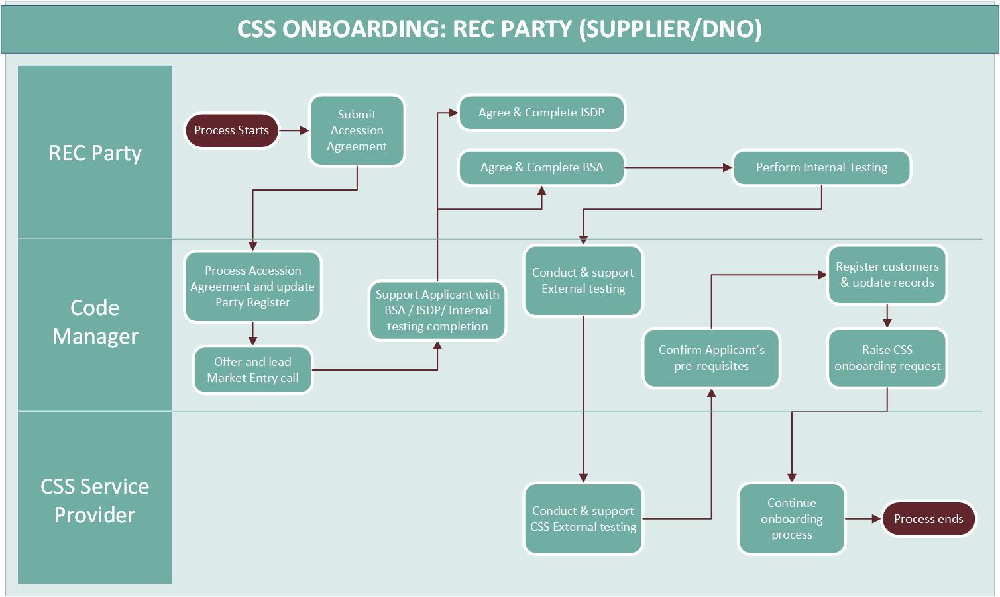 CSS ONBOARDING: REC PARTY (SUPPLIER/DNO)
REC Party
Process Starts
Submit
Accession
Agreement
Agree & Complete ISDP
Agree & Complete BSA
Perform Internal Testing
Code
Manager
Process Accession
Agreement and update
Party Register
Offer and lead
Market Entry call
Support Applicant with
BSA / ISDP/ Internal
testing completion
Conduct & support
External testing
Confirm Applicant’s
pre-requisites
Register customers
& update records
Raise CSS
onboarding request
CSS Service
Provider
Conduct & support
CSS External testing
Continue
onboarding
process
Process ends